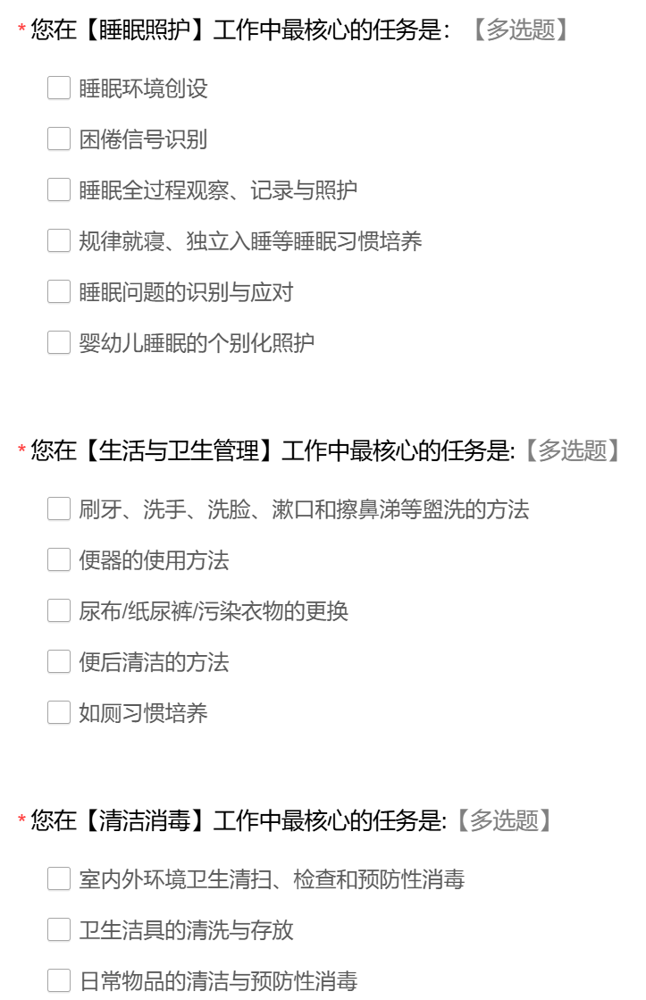 * 您在【睡眠照护】工作中最核心的任务是：【多选题】
睡眠环境创设
困倦信号识别
睡眠全过程观察、记录与照护
规律就寝、独立入睡等睡眠习惯培养
睡眠问题的识别与应对
婴幼儿睡眠的个别化照护
* 您在【生活与卫生管理】工作中最核心的任务是:【多选题】
刷牙、洗手、洗脸、漱口和擦鼻涕等盥洗的方法
便器的使用方法
尿布/纸尿裤/污染衣物的更换
便后清洁的方法
如厕习惯培养
* 您在【清洁消毒】工作中最核心的任务是:【多选题】
室内外环境卫生清扫、检查和预防性消毒
卫生洁具的清洗与存放
日常物品的清洁与预防性消毒